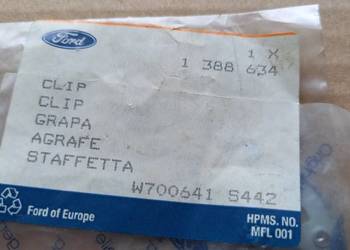 Ford
1 X
1 388 634
CLIP
CLIP
GRAPA
AGRAFE
STAFFETTA
W700641 S442
Ford of Europe
HPMS. NO.
MFL 001